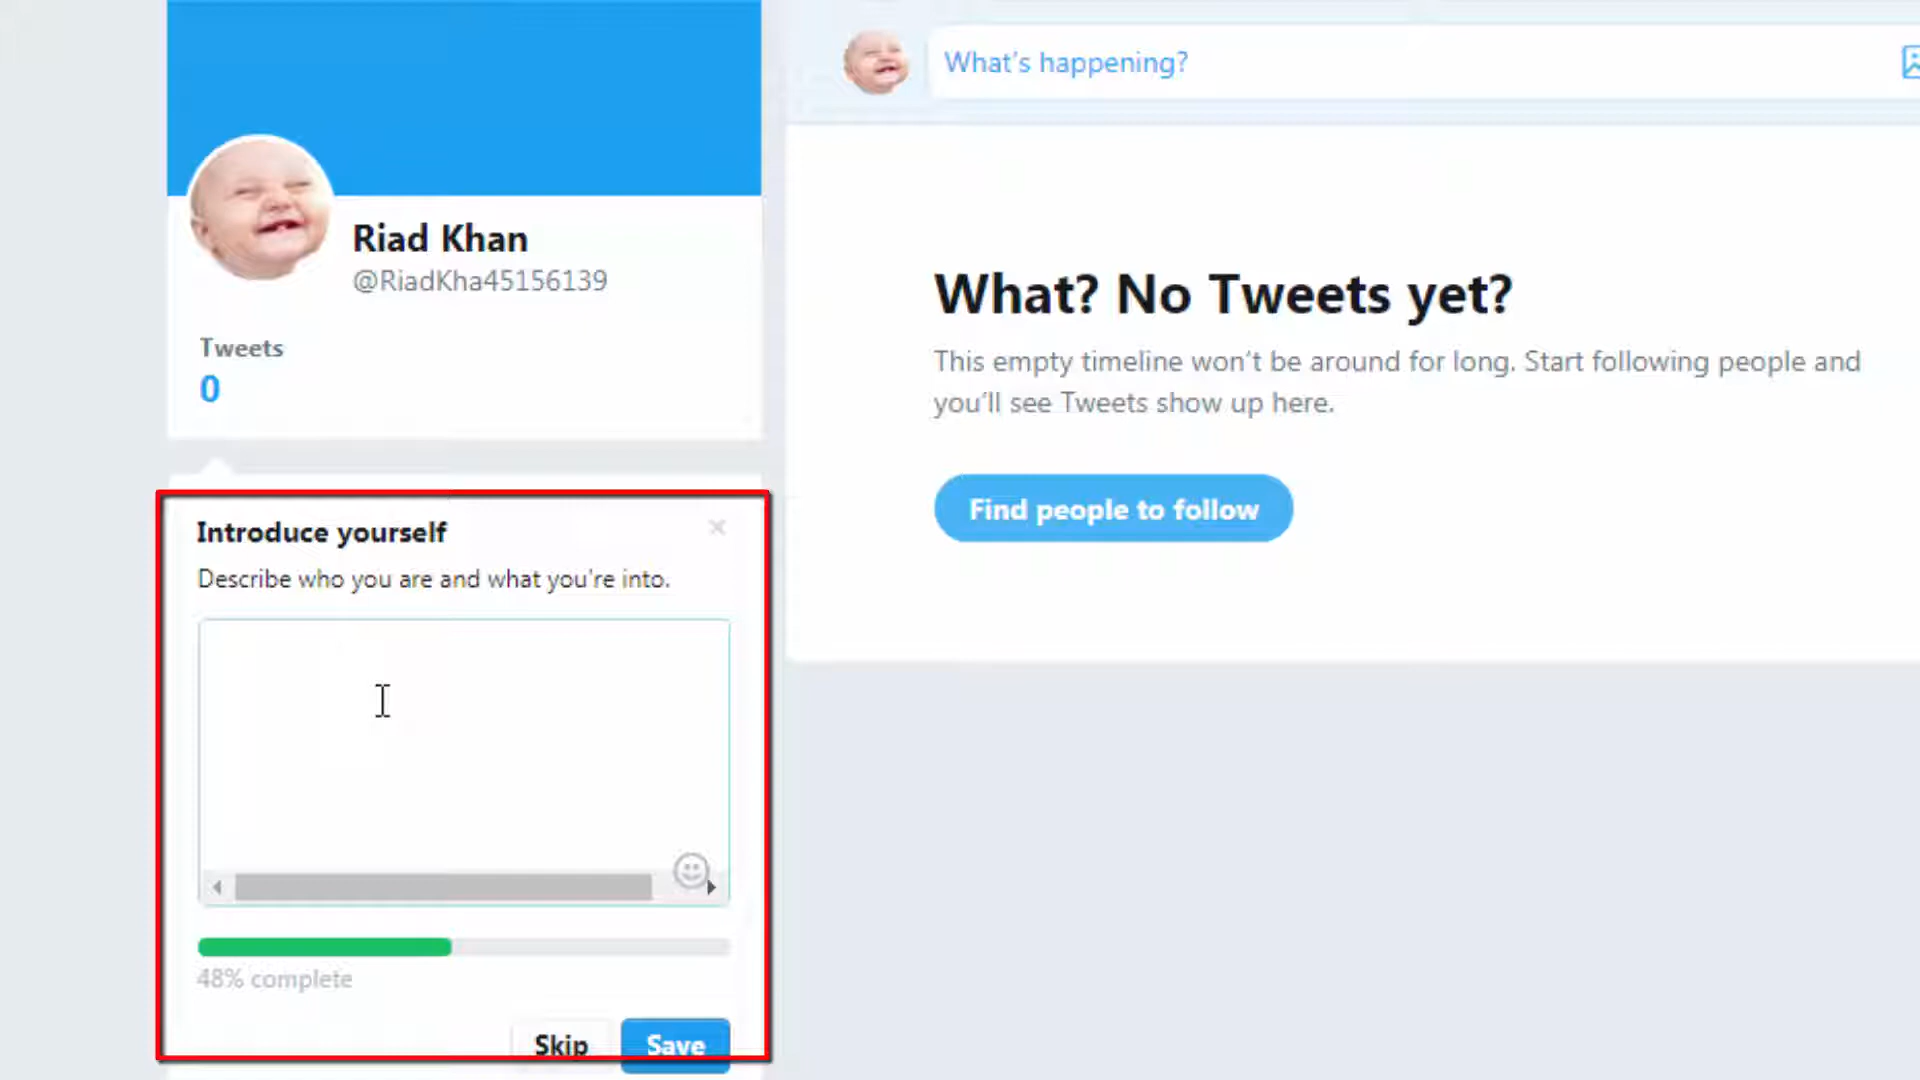 What's happening?
Riad Khan
@RiadKha45156139
Tweets
0
What? No Tweets yet?
This empty timeline won't be around for long. Start following people and
you'll see Tweets show up here.
Find people to follow
Introduce yourself
Describe who you are and what you're into.
48% complete
Skip
Save